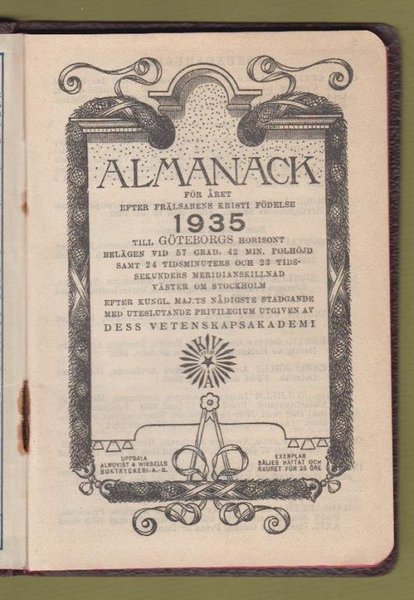 ALMANACK
FÖR ÅRET
EFTER FRÄLSARENS KRISTI FÖDELSE
1935
TILL GÖTEBORGS HORISONT
BELÄGEN VID 57 GRAD. 42 MIN. POLHÖJD
SAMT 24 TIDSMINUTERS OCH 23 TIDS-
SEKUNDERS MERIDIANSKILLNAD
VÄSTER OM STOCKHOLM
EFTER KUNGL. MAJ:TS NÅDIGSTE STADGANDE
MED UTESLUTANDE PRIVILEGIUM UTGIVEN AV
DESS VETENSKAPSAKADEMI
K V
A
UPPSALA
ALMQVIST & WIKSELLS
BOKTRYCKERI-A.-B.
EXEMPLAR
SÄLJES HÄFTAT OCH
SKURET FÖR 25 ÖRE